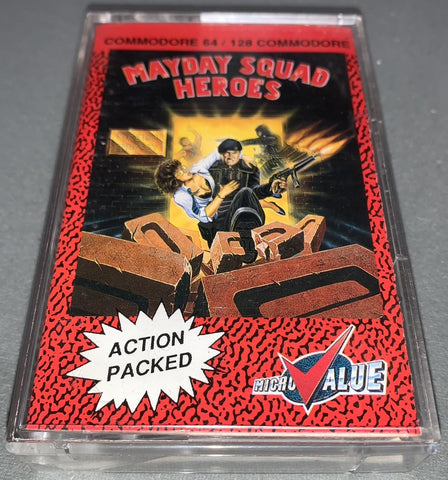 COMMODORE 64 / 128 COMMODORE
MAYDAY SQUAD
HEROES
ACTION
PACKED
MICRO VALUE